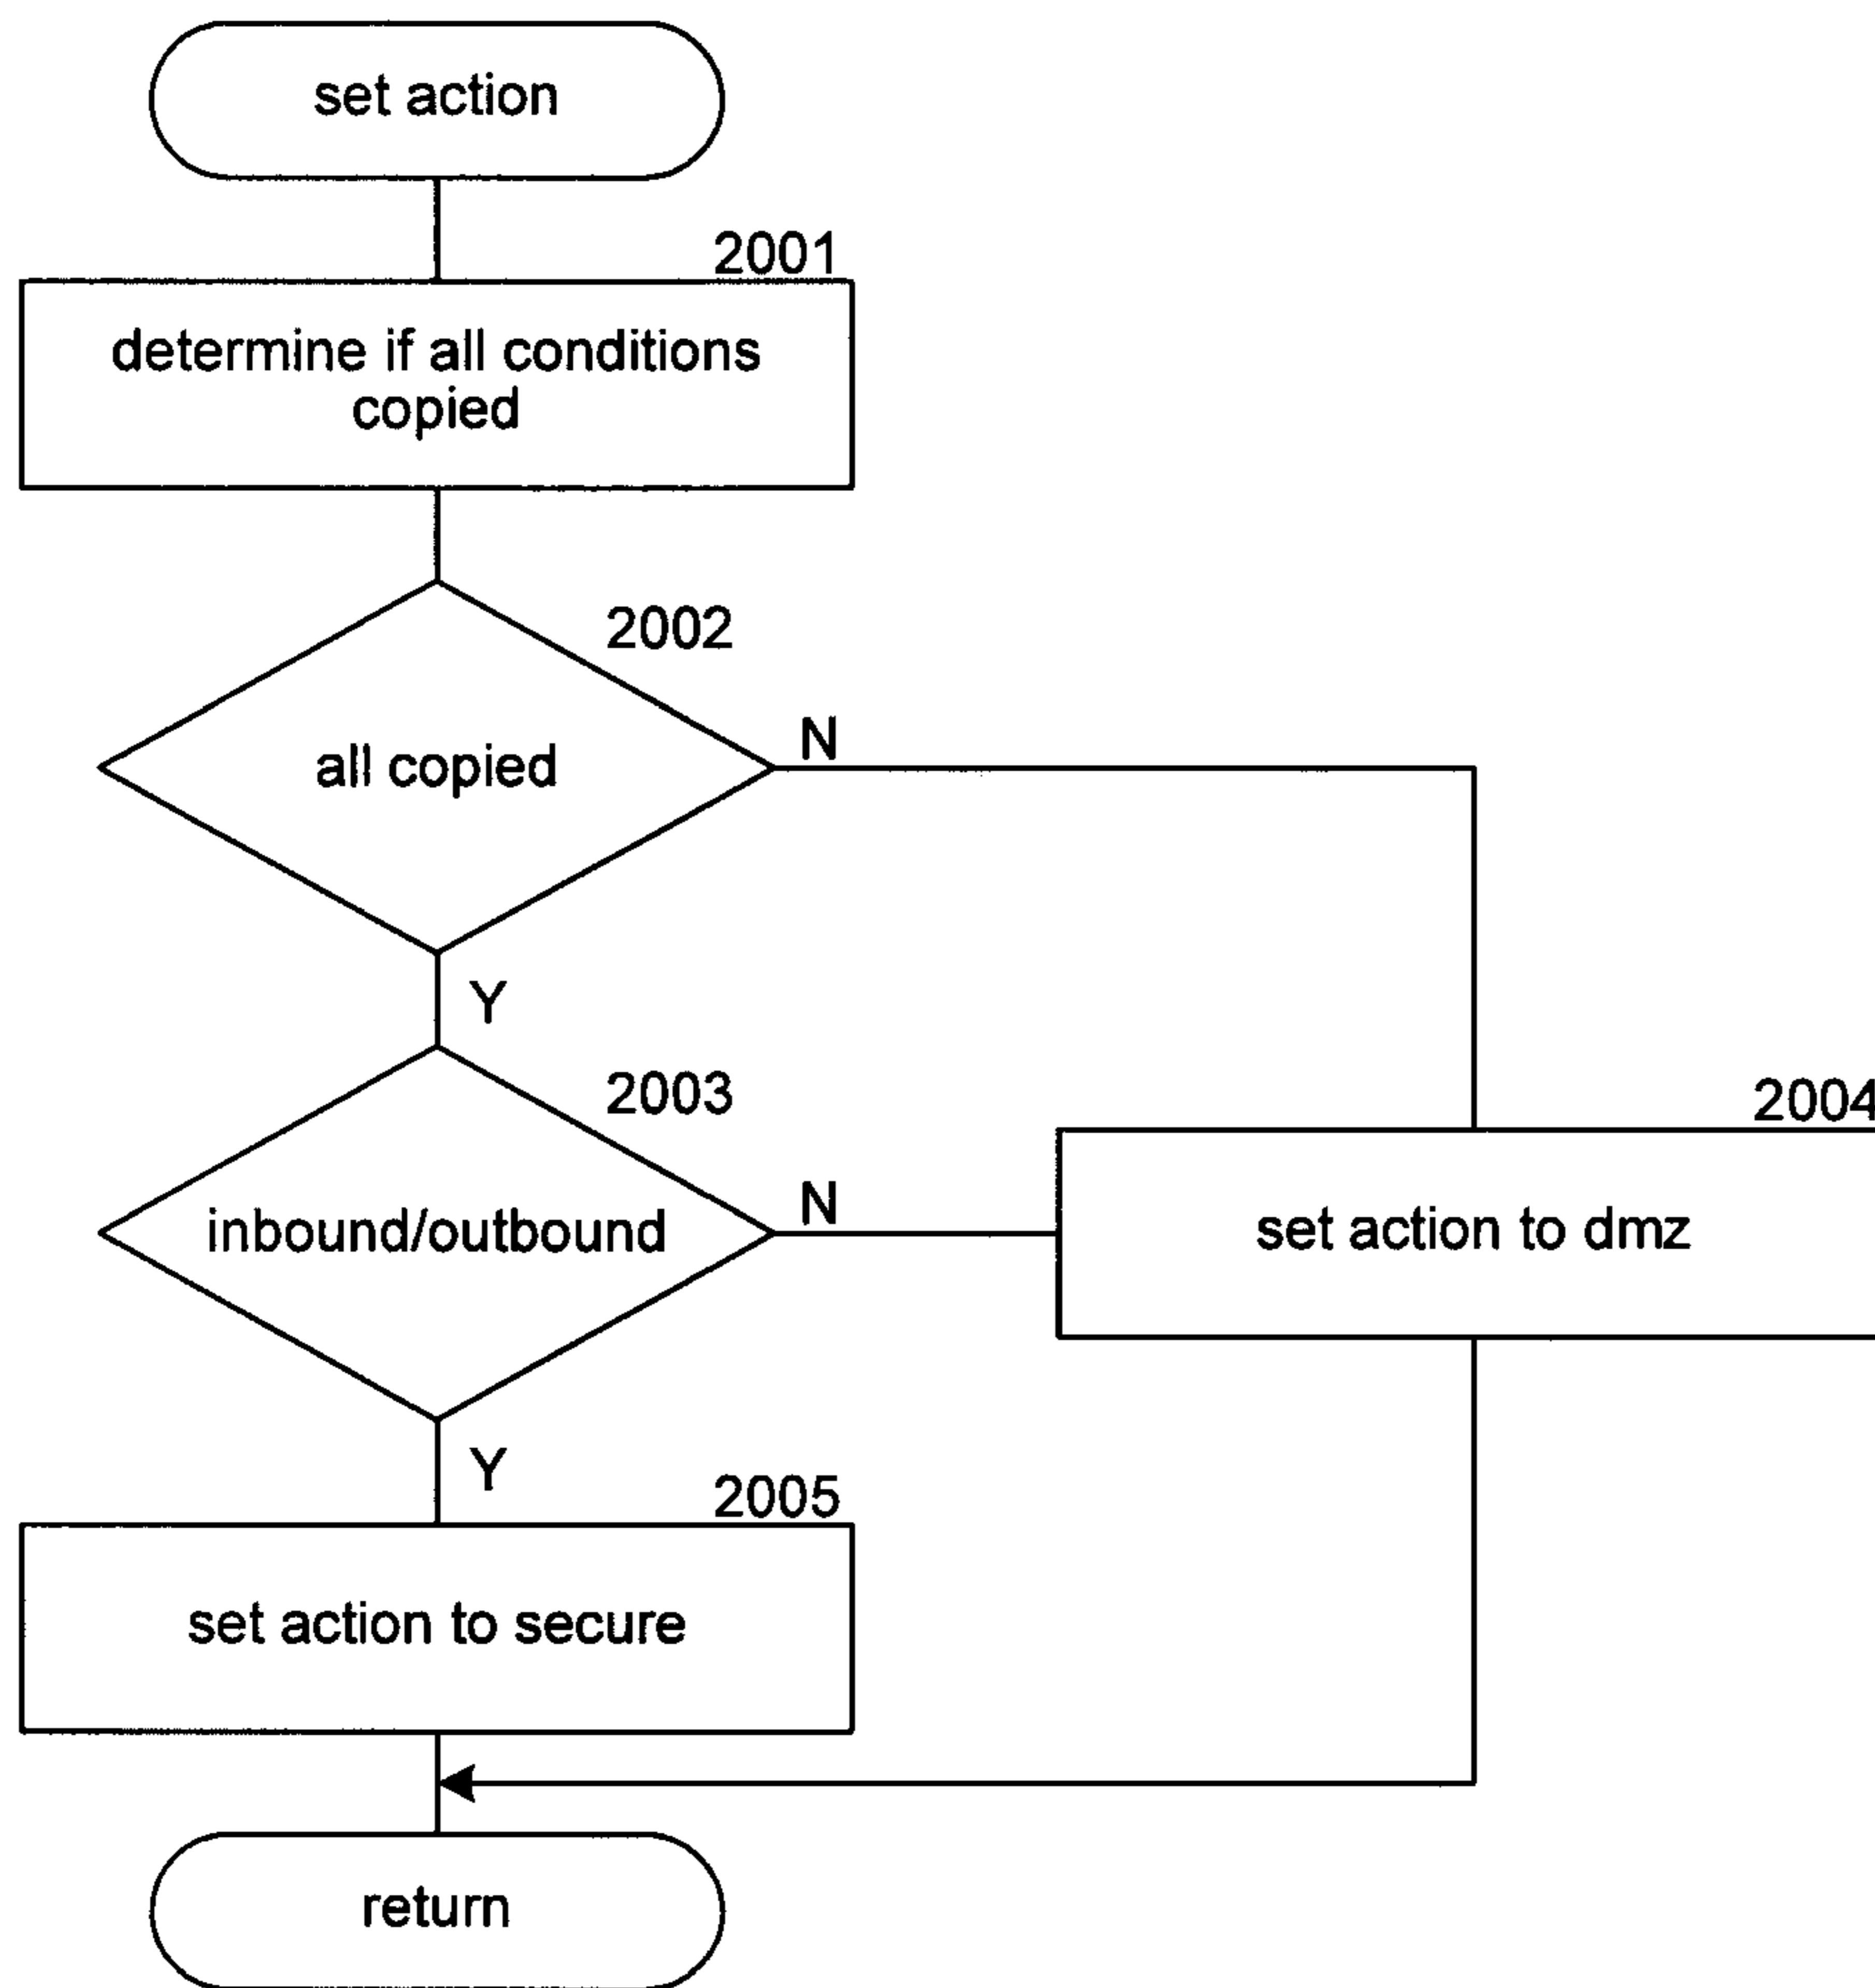 set action
2001
determine if all conditions
copied
2002
all copied
N
Y
2003
inbound/outbound
N
2004
set action to dmz
Y
2005
set action to secure
return